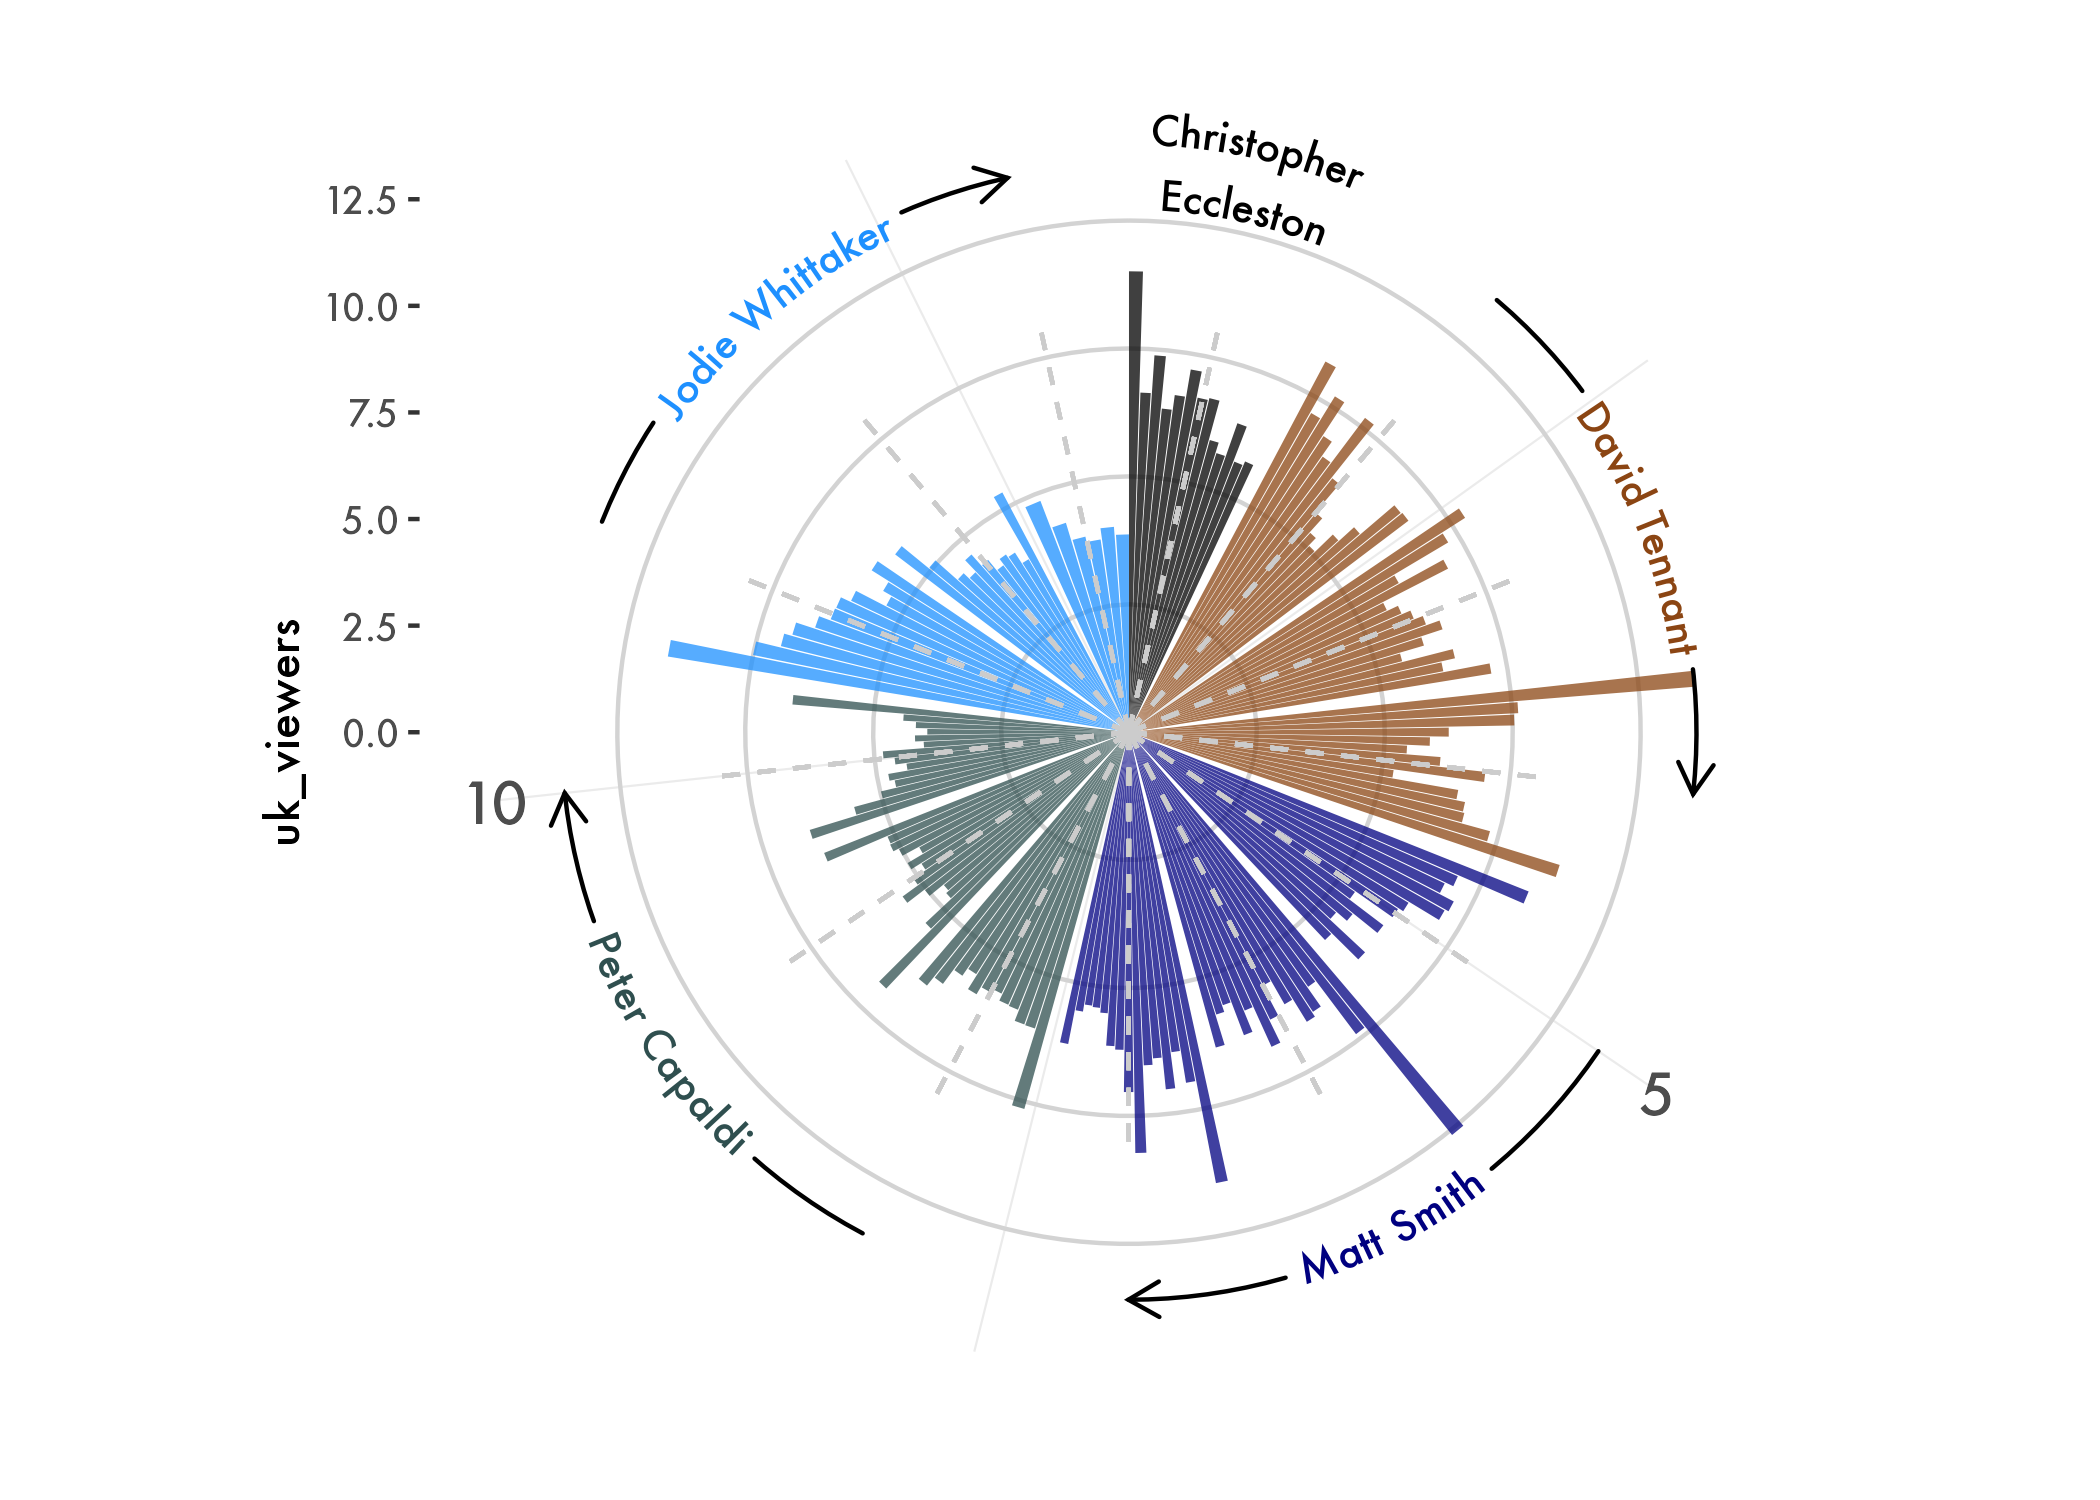 Christopher
Eccleston
David Tennant
Matt Smith
Peter Capaldi
Jodie Whittaker
12.5
10.0
7.5
5.0
2.5
0.0
uk_viewers
10
5